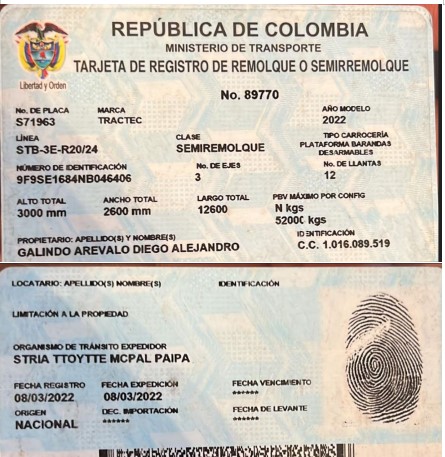 REPÚBLICA DE COLOMBIA
MINISTERIO DE TRANSPORTE
TARJETA DE REGISTRO DE REMOLQUE O SEMIRREMOLQUE
Libertad y Orden
No. 89770
No. DE PLACA MARCA AÑO MODELO
S71963 TRACTEC 2022
LÍNEA CLASE TIPO CARROCERÍA
STB-3E-R20/24 SEMIREMOLQUE PLATAFORMA BARANDAS
DESARMABLES
NÚMERO DE IDENTIFICACIÓN No. DE EJES No. DE LLANTAS
9F9SE1684NB046406 3 12
ALTO TOTAL ANCHO TOTAL LARGO TOTAL PBV MÁXIMO POR CONFIG
3000 mm 2600 mm 12600 N kgs
52000 kgs
PROPIETARIO: APELLIDO(S) Y NOMBRE(S) IDENTIFICACIÓN
GALINDO AREVALO DIEGO ALEJANDRO C.C. 1.016.089.519
LOCATARIO: APELLIDO(S) NOMBRE(S) IDENTIFICACIÓN
LIMITACIÓN A LA PROPIEDAD
ORGANISMO DE TRÁNSITO EXPEDIDOR
STRIA TTOYTTE MCPAL PAIPA
FECHA REGISTRO FECHA EXPEDICIÓN FECHA VENCIMIENTO
08/03/2022 08/03/2022 ******
ORIGEN DEC. IMPORTACIÓN FECHA DE LEVANTE
NACIONAL ****** ******